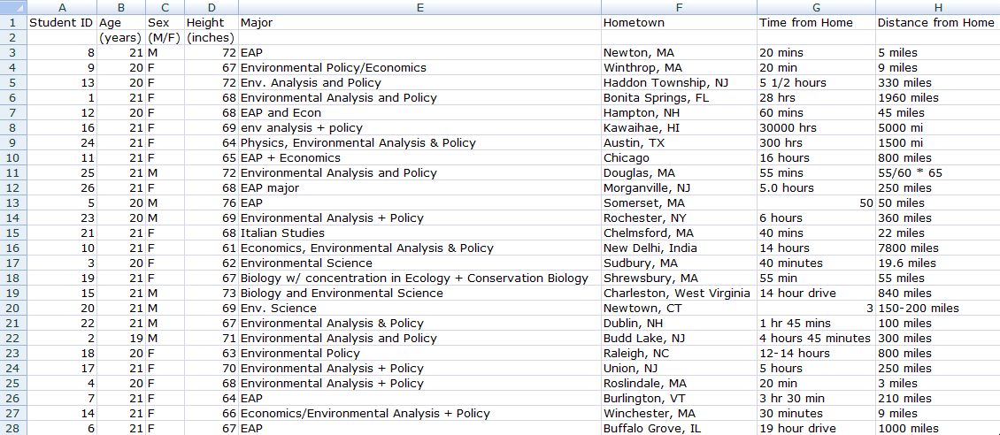 A B C D E F G H
1 Student ID Age Sex Height Major Hometown Time from Home Distance from Home
2 (years) (M/F) (inches)
3 8 21 M 72 EAP Newton, MA 20 mins 5 miles
4 9 20 F 67 Environmental Policy/Economics Winthrop, MA 20 min 9 miles
5 13 20 F 72 Env. Analysis and Policy Haddon Township, NJ 5 1/2 hours 330 miles
6 1 21 F 68 Environmental Analysis and Policy Bonita Springs, FL 28 hrs 1960 miles
7 12 20 F 68 EAP and Econ Hampton, NH 60 mins 45 miles
8 16 21 F 69 env analysis + policy Kawaihae, HI 30000 hrs 5000 mi
9 24 21 F 64 Physics, Environmental Analysis & Policy Austin, TX 300 hrs 1500 mi
10 11 21 F 65 EAP + Economics Chicago 16 hours 800 miles
11 25 21 M 72 Environmental Analysis and Policy Douglas, MA 55 mins 55/60 * 65
12 26 21 F 68 EAP major Morganville, NJ 5.0 hours 250 miles
13 5 20 M 76 EAP Somerset, MA 50 50 miles
14 23 20 M 69 Environmental Analysis + Policy Rochester, NY 6 hours 360 miles
15 21 21 F 68 Italian Studies Chelmsford, MA 40 mins 22 miles
16 10 21 F 61 Economics, Environmental Analysis & Policy New Delhi, India 14 hours 7800 miles
17 3 20 F 62 Environmental Science Sudbury, MA 40 minutes 19.6 miles
18 19 21 F 67 Biology w/ concentration in Ecology + Conservation Biology Shrewsbury, MA 55 min 55 miles
19 15 21 M 73 Biology and Environmental Science Charleston, West Virginia 14 hour drive 840 miles
20 20 21 M 69 Env. Science Newtown, CT 3 150-200 miles
21 22 21 M 67 Environmental Analysis & Policy Dublin, NH 1 hr 45 mins 100 miles
22 2 19 M 71 Environmental Analysis and Policy Budd Lake, NJ 4 hours 45 minutes 300 miles
23 18 20 F 63 Environmental Policy Raleigh, NC 12-14 hours 800 miles
24 17 21 F 70 Environmental Analysis + Policy Union, NJ 5 hours 250 miles
25 4 20 F 68 Environmental Analysis + Policy Roslindale, MA 20 min 3 miles
26 7 21 F 64 EAP Burlington, VT 3 hr 30 min 210 miles
27 14 21 F 66 Economics/Environmental Analysis + Policy Winchester, MA 30 minutes 9 miles
28 6 21 F 67 EAP Buffalo Grove, IL 19 hour drive 1000 miles